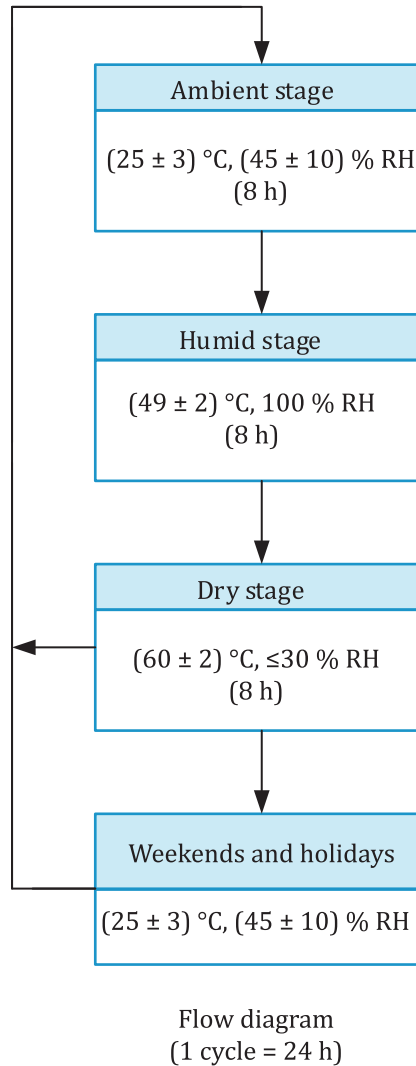 Ambient stage
(25 ± 3) °C, (45 ± 10) % RH
(8 h)
Humid stage
(49 ± 2) °C, 100 % RH
(8 h)
Dry stage
(60 ± 2) °C, ≤30 % RH
(8 h)
Weekends and holidays
(25 ± 3) °C, (45 ± 10) % RH
Flow diagram
(1 cycle = 24 h)